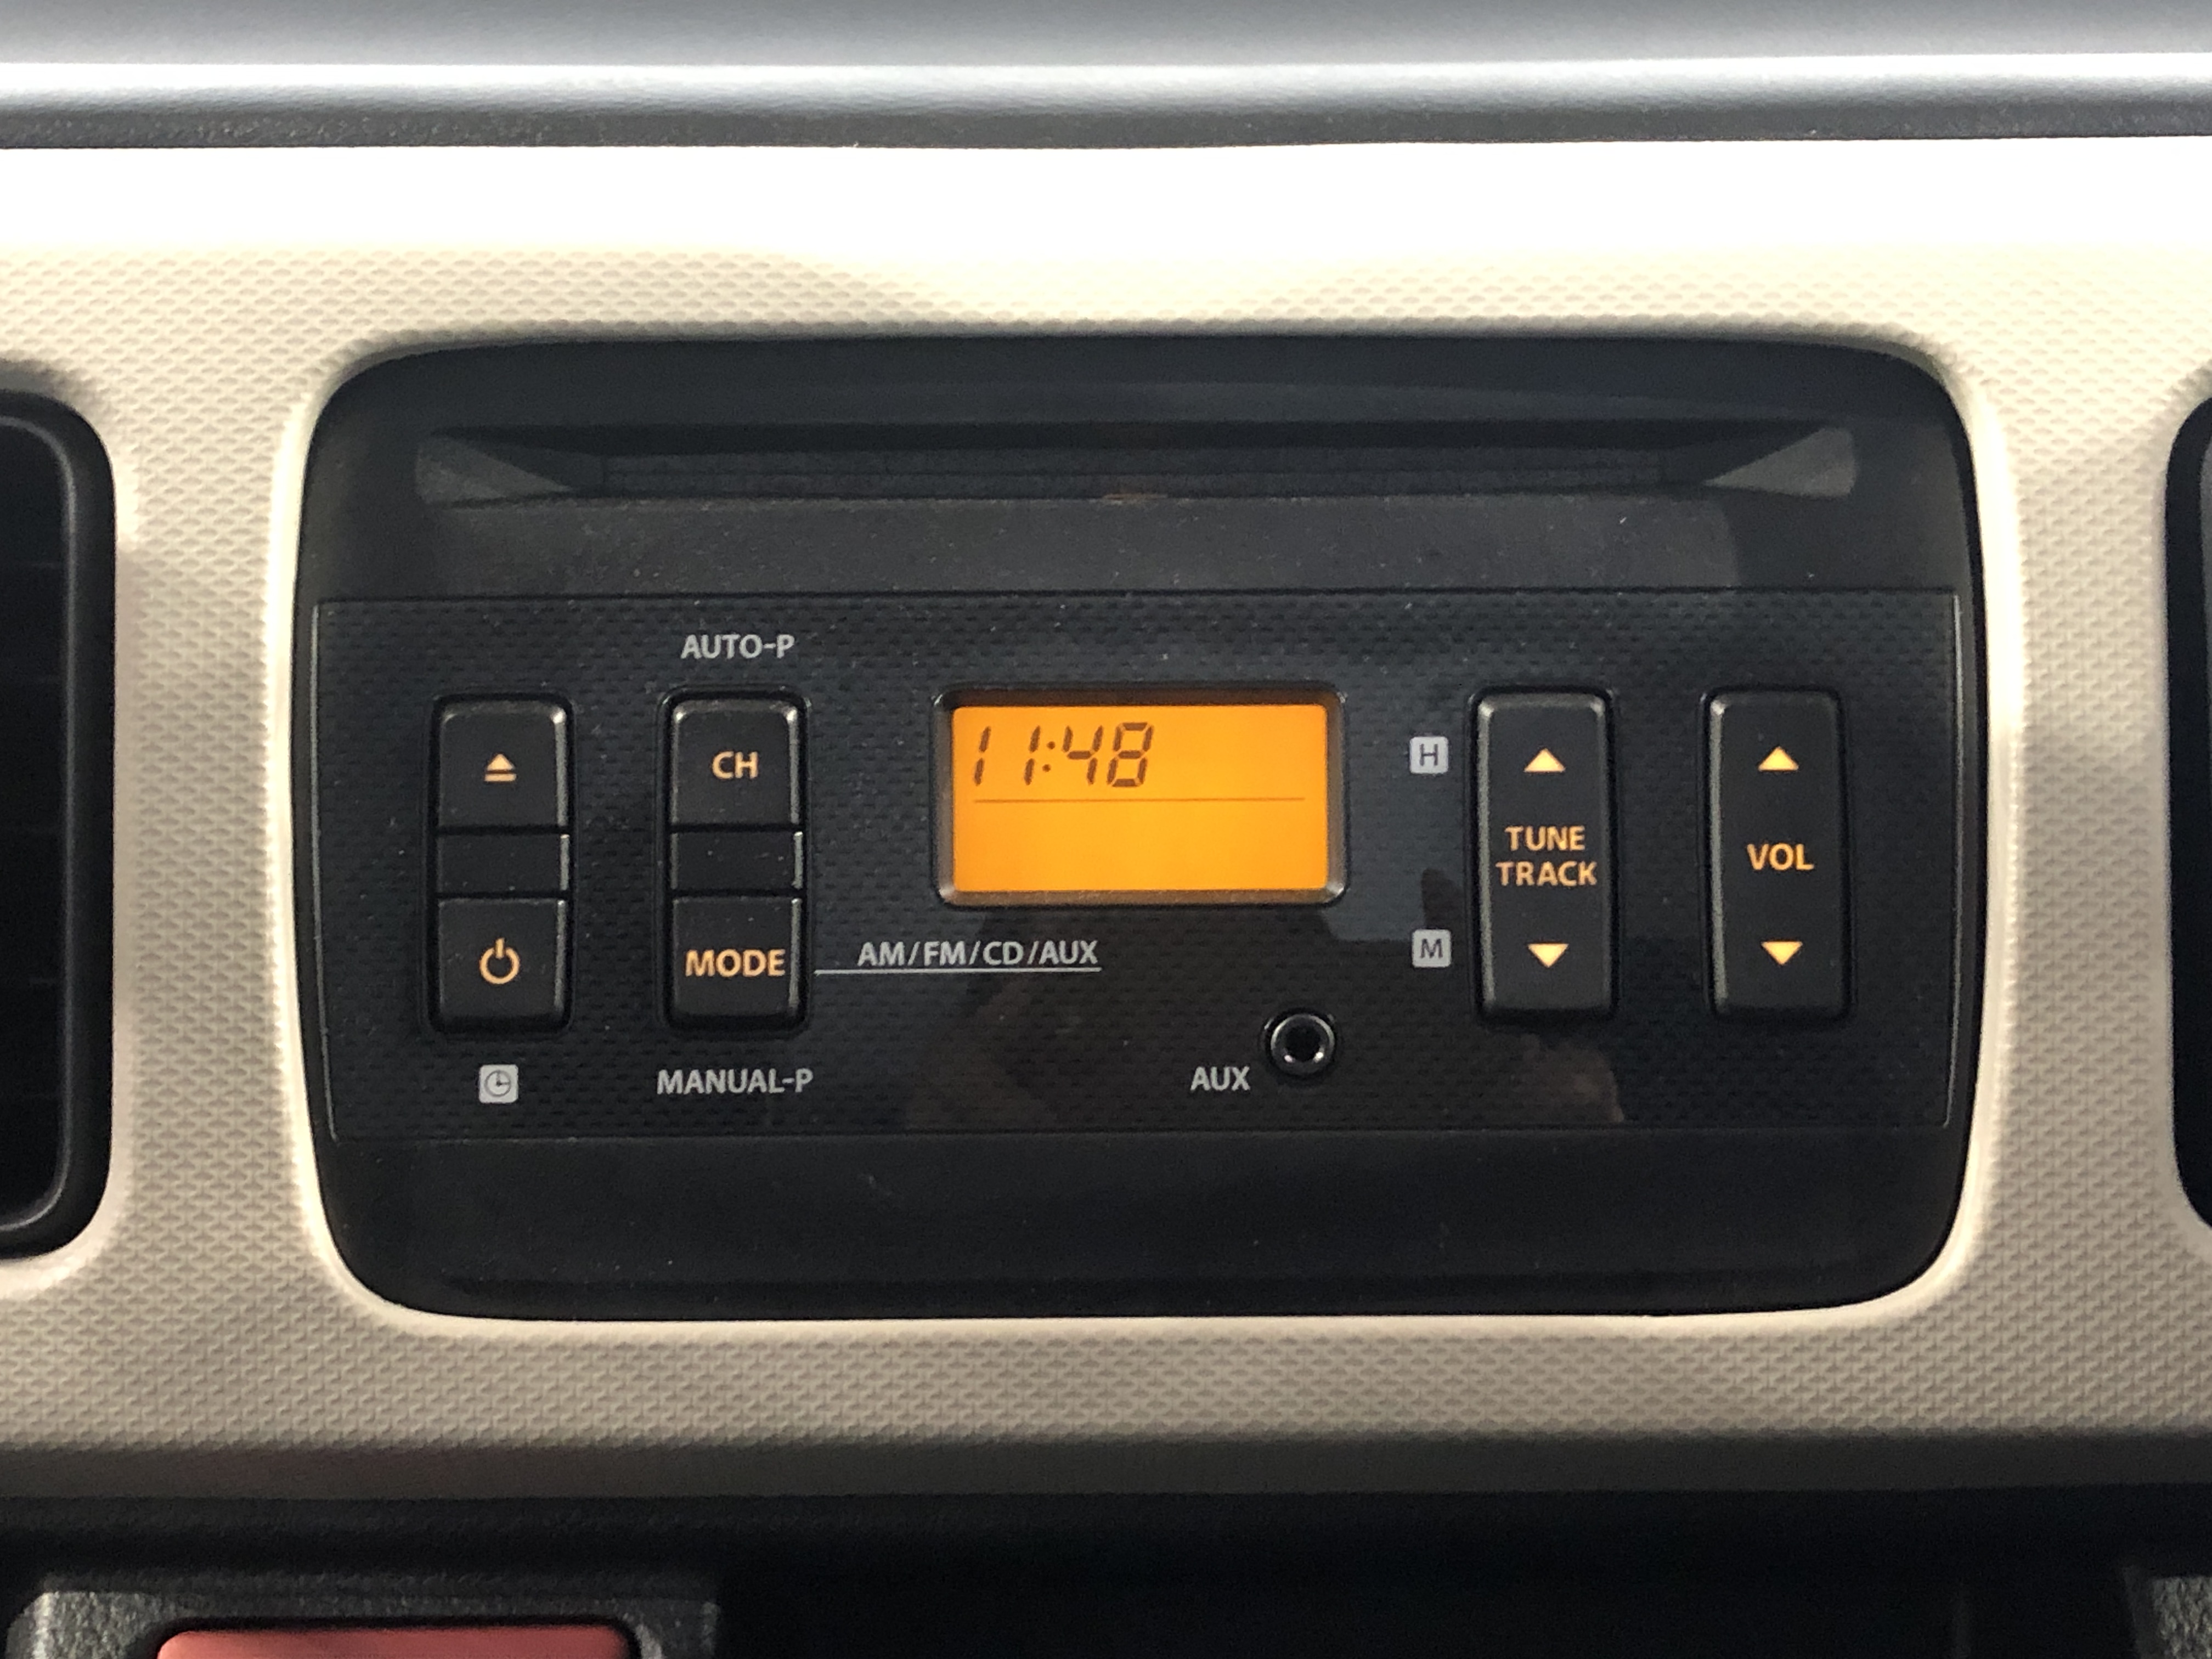 AUTO-P
CH
11:48
H
TUNE
TRACK
VOL
MODE
AM/FM/CD/AUX
M
MANUAL-P
AUX